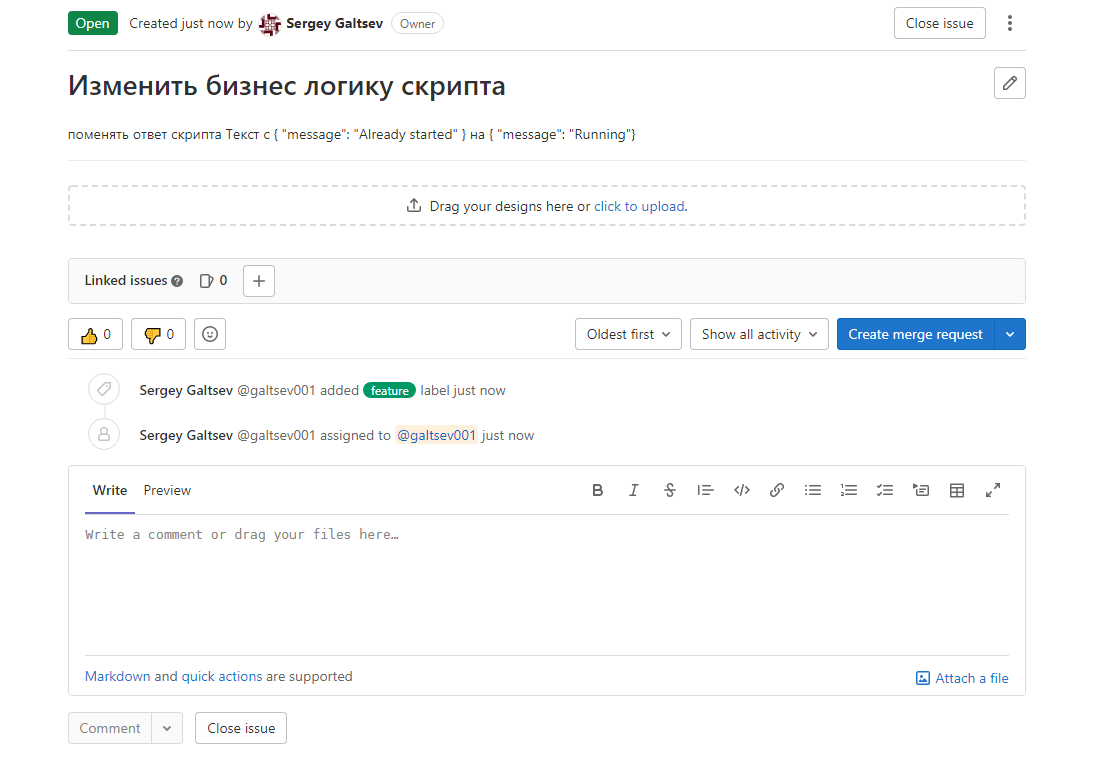 Open Created just now by Sergey Galtsev Owner Close issue
Изменить бизнес логику скрипта
поменять ответ скрипта Текст с { "message": "Already started" } на { "message": "Running"}
Drag your designs here or click to upload.
Linked issues 0
0 0 Oldest first Show all activity Create merge request
Sergey Galtsev @galtsev001 added feature label just now
Sergey Galtsev @galtsev001 assigned to @galtsev001 just now
Write Preview
Write a comment or drag your files here…
Markdown and quick actions are supported Attach a file
Comment Close issue